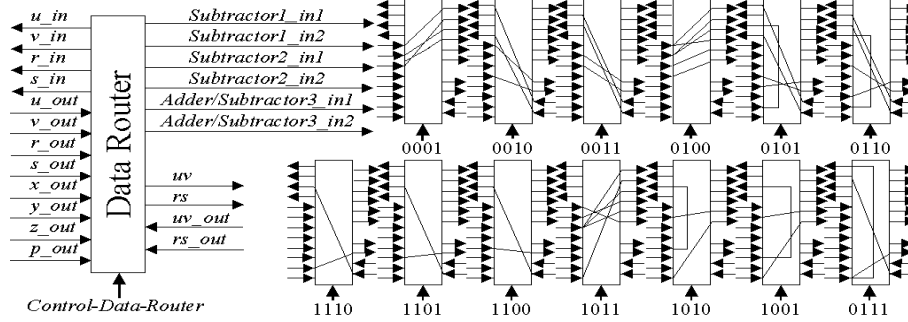 u_in
v_in
r_in
s_in
u_out
v_out
r_out
s_out
x_out
y_out
z_out
p_out
Data Router
Control-Data-Router
Subtractor1_in1
Subtractor1_in2
Subtractor2_in1
Subtractor2_in2
Adder/Subtractor3_in1
Adder/Subtractor3_in2
uv
rs
uv_out
rs_out
0001 0010 0011 0100 0101 0110
1110 1101 1100 1011 1010 1001 0111